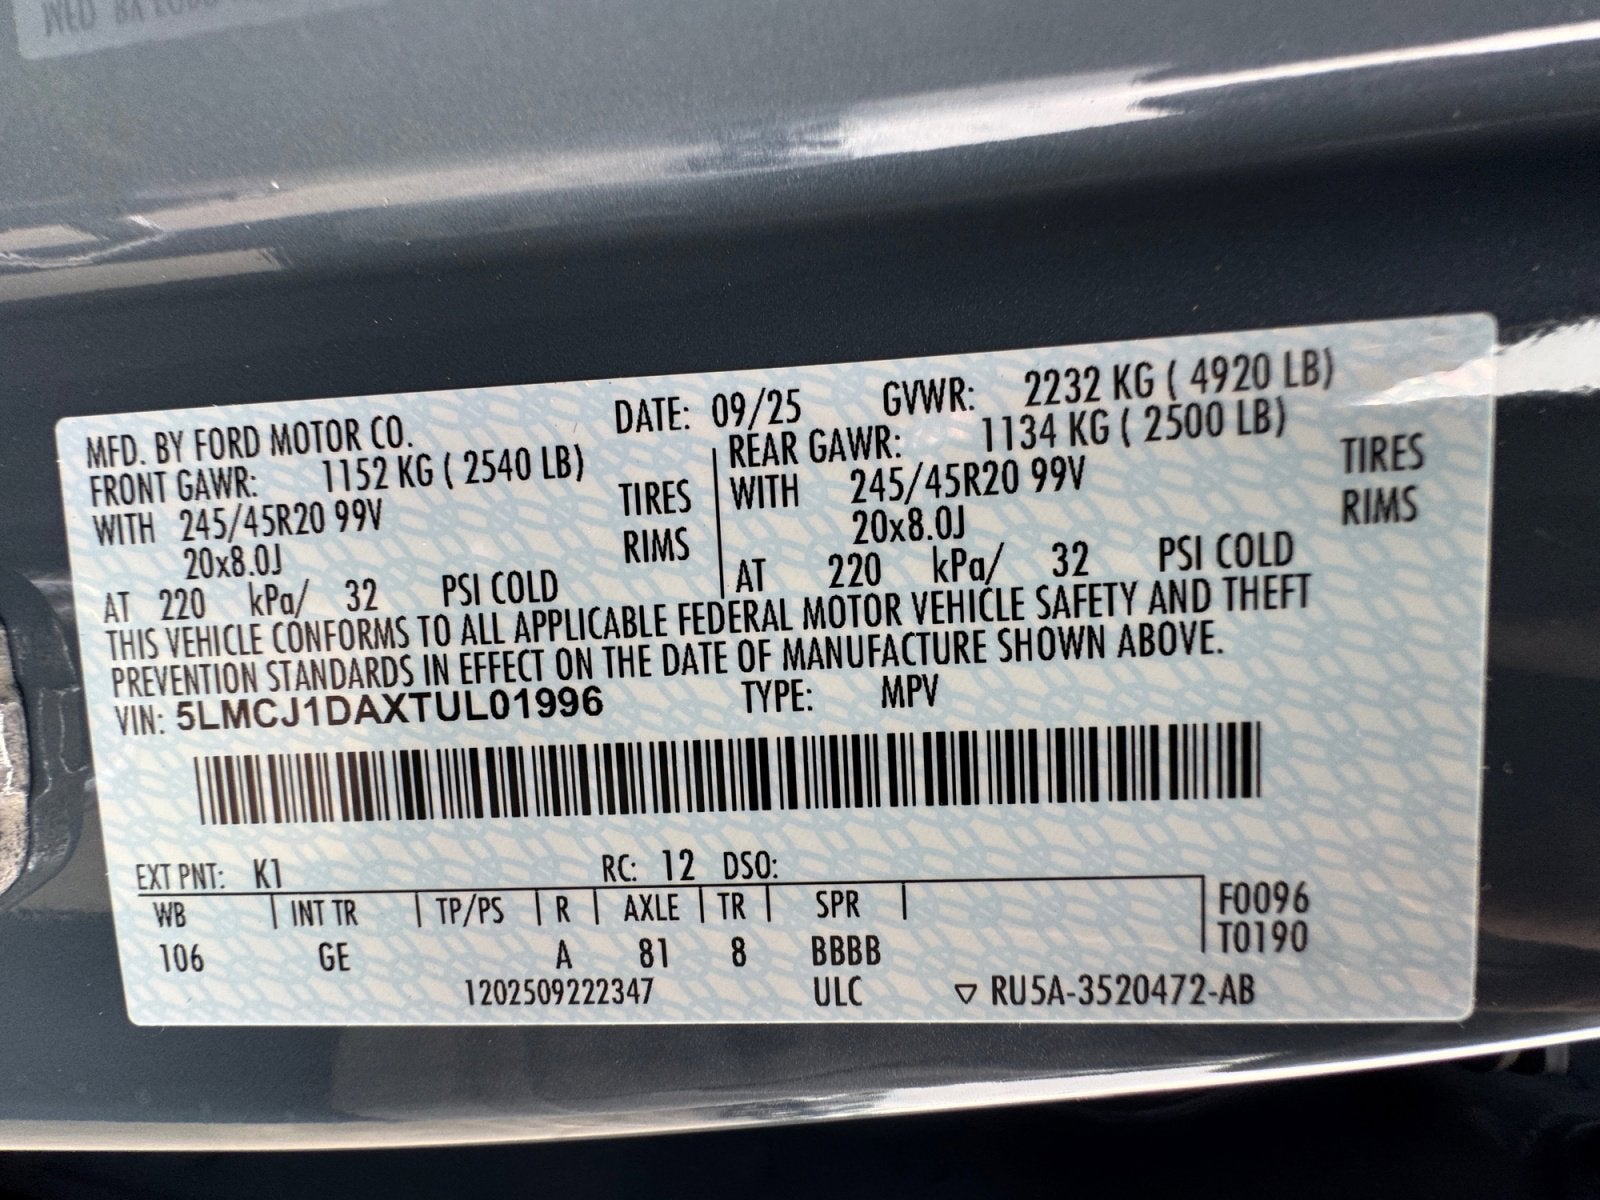 MFD. BY FORD MOTOR CO. DATE: 09/25 GVWR: 2232 KG ( 4920 LB)
FRONT GAWR: 1152 KG ( 2540 LB) REAR GAWR: 1134 KG ( 2500 LB)
WITH 245/45R20 99V TIRES WITH 245/45R20 99V TIRES
20x8.0J RIMS 20x8.0J RIMS
AT 220 kPa/ 32 PSI COLD AT 220 kPa/ 32 PSI COLD
THIS VEHICLE CONFORMS TO ALL APPLICABLE FEDERAL MOTOR VEHICLE SAFETY AND THEFT
PREVENTION STANDARDS IN EFFECT ON THE DATE OF MANUFACTURE SHOWN ABOVE.
VIN: 5LMCJ1DAXTUL01996 TYPE: MPV
EXT PNT: K1 RC: 12 DSO:
WB INT TR TP/PS R AXLE TR SPR F0096
106 GE A 81 8 BBBB T0190
1202509222347 ULC ▽ RU5A-3520472-AB